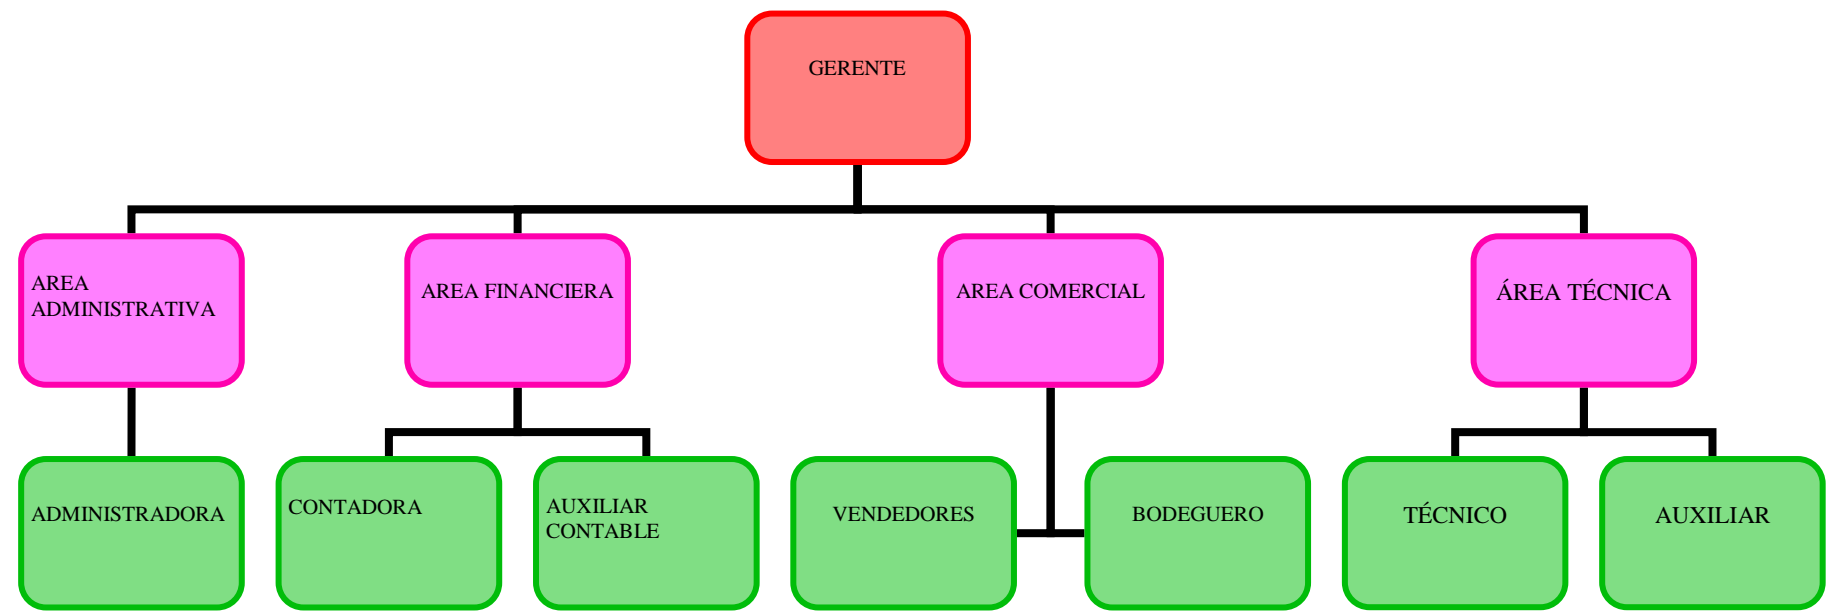 GERENTE
AREA
ADMINISTRATIVA
AREA FINANCIERA
AREA COMERCIAL
ÁREA TÉCNICA
ADMINISTRADORA
CONTADORA
AUXILIAR
CONTABLE
VENDEDORES
BODEGUERO
TÉCNICO
AUXILIAR